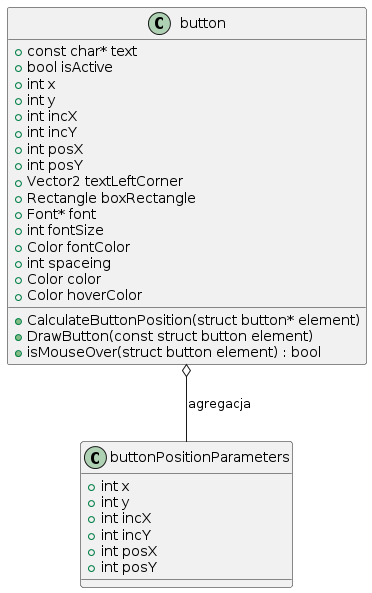 C button
const char* text
bool isActive
int x
int y
int incX
int incY
int posX
int posY
Vector2 textLeftCorner
Rectangle boxRectangle
Font* font
int fontSize
Color fontColor
int spaceing
Color color
Color hoverColor
CalculateButtonPosition(struct button* element)
DrawButton(const struct button element)
isMouseOver(struct button element) : bool
agregacja
C buttonPositionParameters
int x
int y
int incX
int incY
int posX
int posY